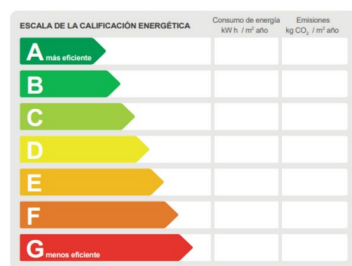 ESCALA DE LA CALIFICACIÓN ENERGÉTICA
Consumo de energía
kW h / m² año
Emisiones
kg CO₂ / m² año
A más eficiente
B
C
D
E
F
G menos eficiente